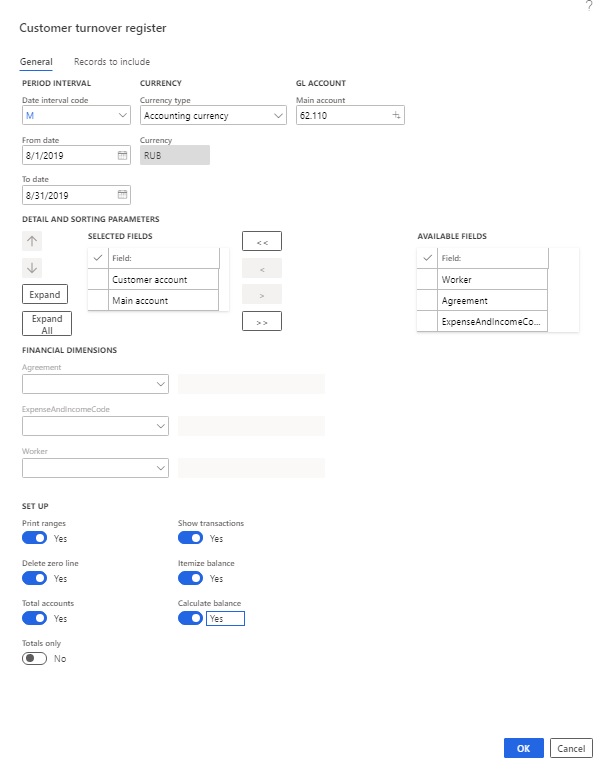 ?
Customer turnover register
General Records to include
PERIOD INTERVAL CURRENCY GL ACCOUNT
Date interval code Currency type Main account
M Accounting currency 62.110
From date Currency
8/1/2019 RUB
To date
8/31/2019
DETAIL AND SORTING PARAMETERS
SELECTED FIELDS << AVAILABLE FIELDS
Field: Field:
Customer account < Worker
Expand Main account > Agreement
Expand All >> ExpenseAndIncomeCo...
FINANCIAL DIMENSIONS
Agreement
ExpenseAndIncomeCode
Worker
SET UP
Print ranges Show transactions
Yes Yes
Delete zero line Itemize balance
Yes Yes
Total accounts Calculate balance
Yes Yes
Totals only
No
OK Cancel